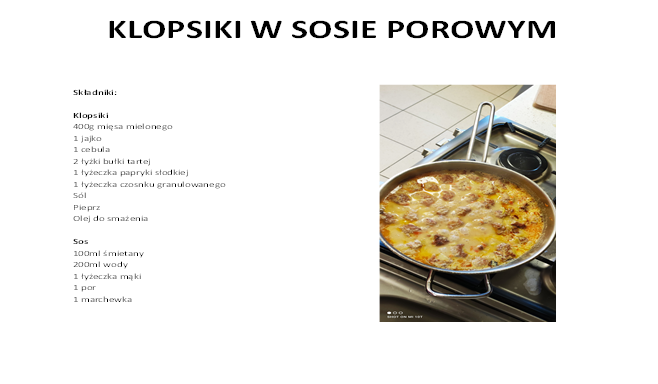 KLOPSIKI W SOSIE POROWYM
Składniki:
Klopsiki
400g mięsa mielonego
1 jajko
1 cebula
2 łyżki bułki tartej
1 łyżeczka papryki słodkiej
1 łyżeczka czosnku granulowanego
Sól
Pieprz
Olej do smażenia
Sos
100ml śmietany
200ml wody
1 łyżeczka mąki
1 por
1 marchewka